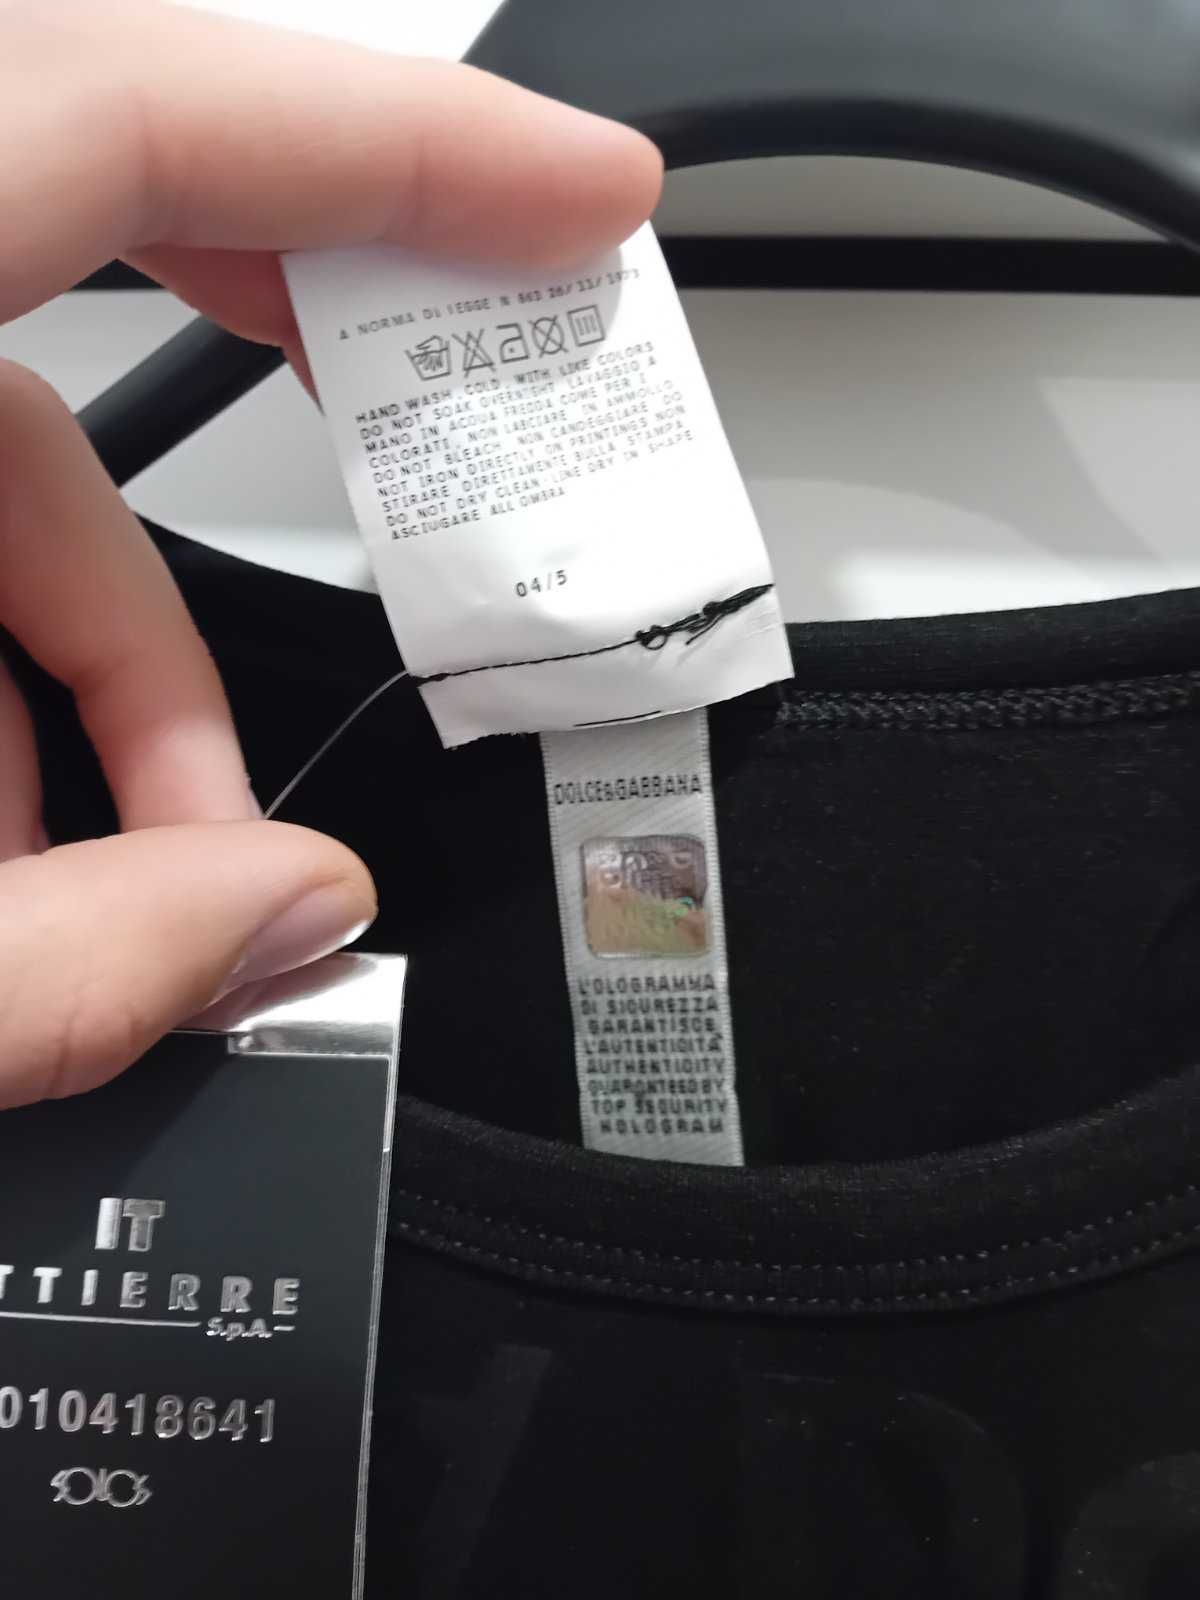 A NORMA DI LEGGE N 863 26/11/1973
HAND WASH,COLD, WITH LIKE COLORS
DO NOT SOAK OVERNIGHT LAVAGGIO A
MANO IN ACQUA FREDDA COME PER I
COLORATI, NON LASCIARE IN AMMOLLO
DO NOT BLEACH NON CANDEGGIARE DO
NOT IRON DIRECTLY ON PRINTINGS NON
STIRARE DIRETTAMENTE SULLA STAMPA
DO NOT DRY CLEAN-LINE DRY IN SHAPE
ASCIUGARE ALL OMBRA
04/5
DOLCE&GABBANA
L'OLOGRAMMA
DI SICUREZZA
GARANTISCE
L'AUTENTICITÀ
AUTHENTICITY
GUARONTEED BY
TOP SECURITY
HOLOGRAM
IT
TTIERRE
S.p.A.
010418641
SOLOS